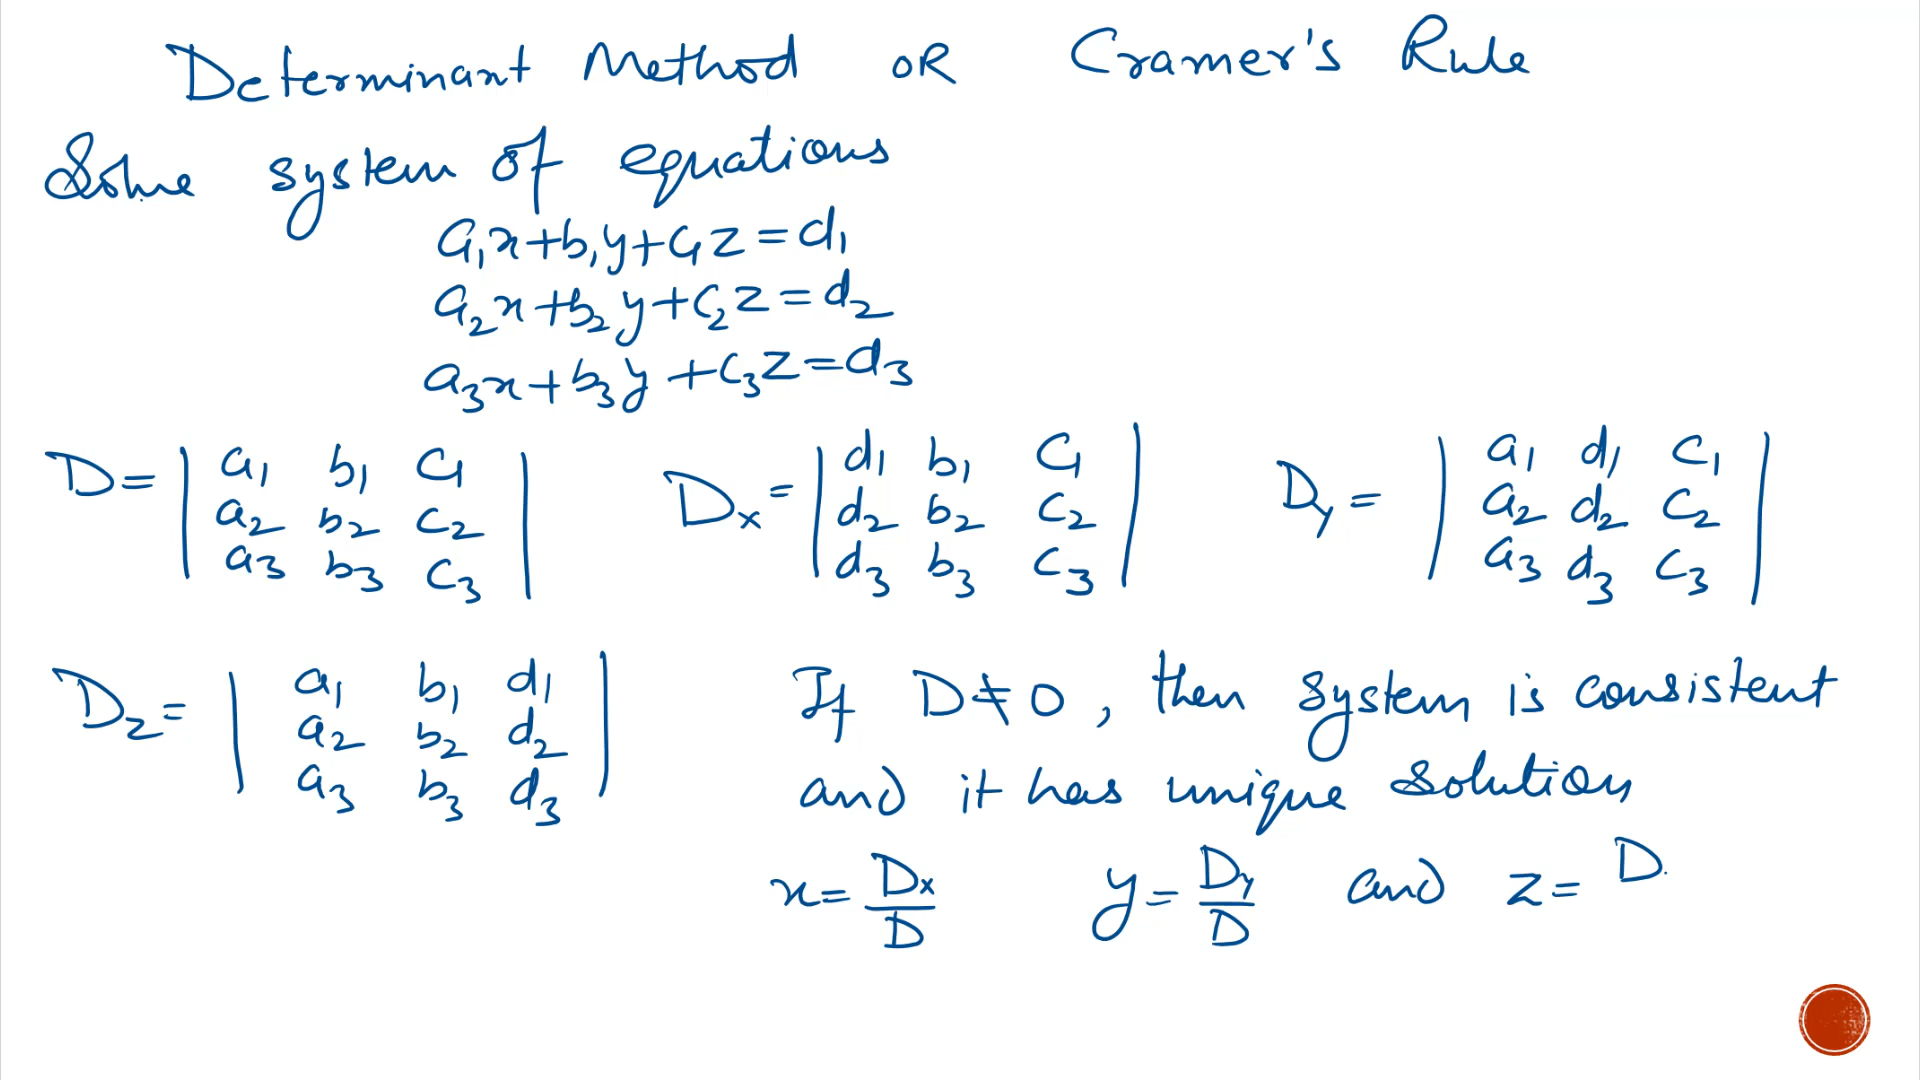 Determinant Method OR Cramer's Rule
Solve system of equations
a₁x+b₁y+c₁z=d₁
a₂x+b₂y+c₂z=d₂
a₃x+b₃y+c₃z=d₃
D= | a₁ b₁ c₁ | Dₓ= | d₁ b₁ c₁ | Dy= | a₁ d₁ c₁ |
| a₂ b₂ c₂ | | d₂ b₂ c₂ | | a₂ d₂ c₂ |
| a₃ b₃ c₃ | | d₃ b₃ c₃ | | a₃ d₃ c₃ |
Dz= | a₁ b₁ d₁ |
| a₂ b₂ d₂ |
| a₃ b₃ d₃ |
If D≠0, then system is consistent
and it has unique solution
x=Dx/D y=Dy/D and z=D